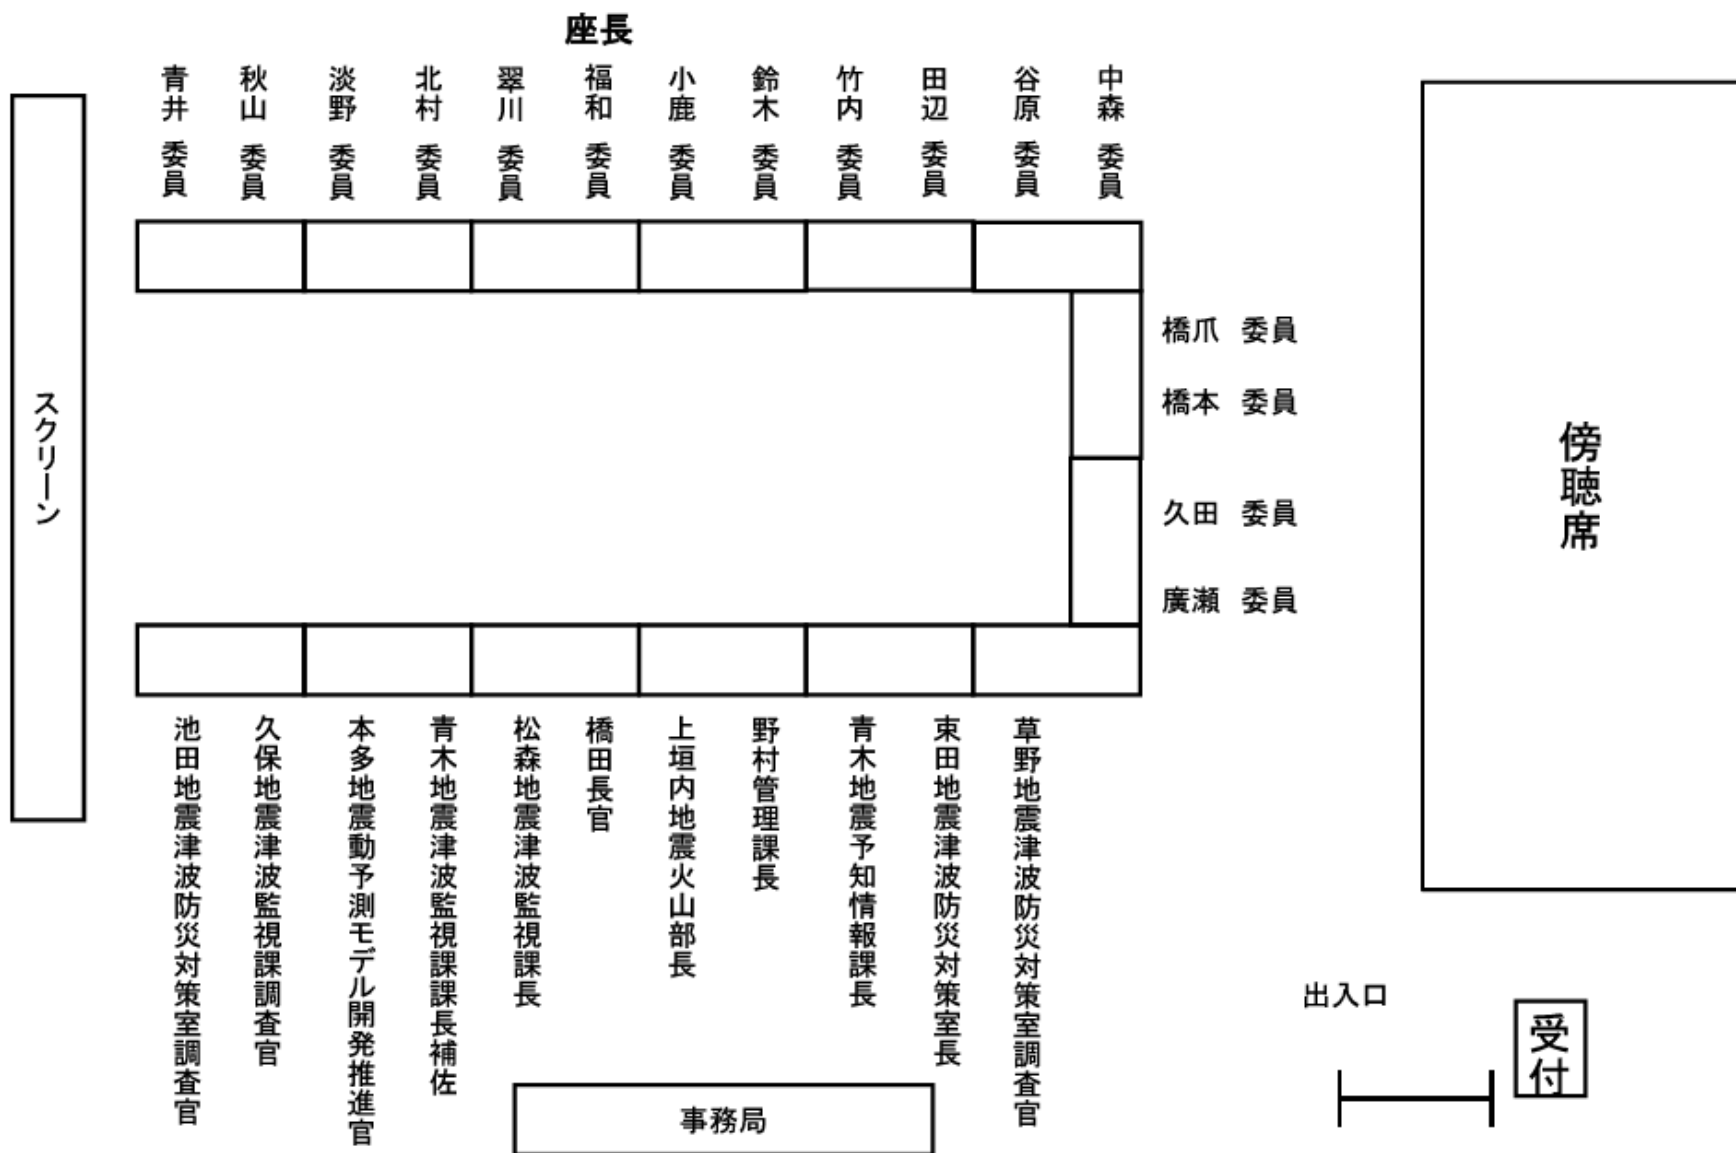 座長
青井 委員
秋山 委員
淡野 委員
北村 委員
翠川 委員
福和 委員
小鹿 委員
鈴木 委員
竹内 委員
田辺 委員
谷原 委員
中森 委員
スクリーン
橋爪 委員
橋本 委員
久田 委員
廣瀬 委員
傍聴席
池田地震津波防災対策室調査官
久保地震津波監視課調査官
本多地震動予測モデル開発推進官
青木地震津波監視課課長補佐
松森地震津波監視課長
橋田長官
上垣内地震火山部長
野村管理課長
青木地震予知情報課長
束田地震津波防災対策室長
草野地震津波防災対策室調査官
事務局
出入口
受付